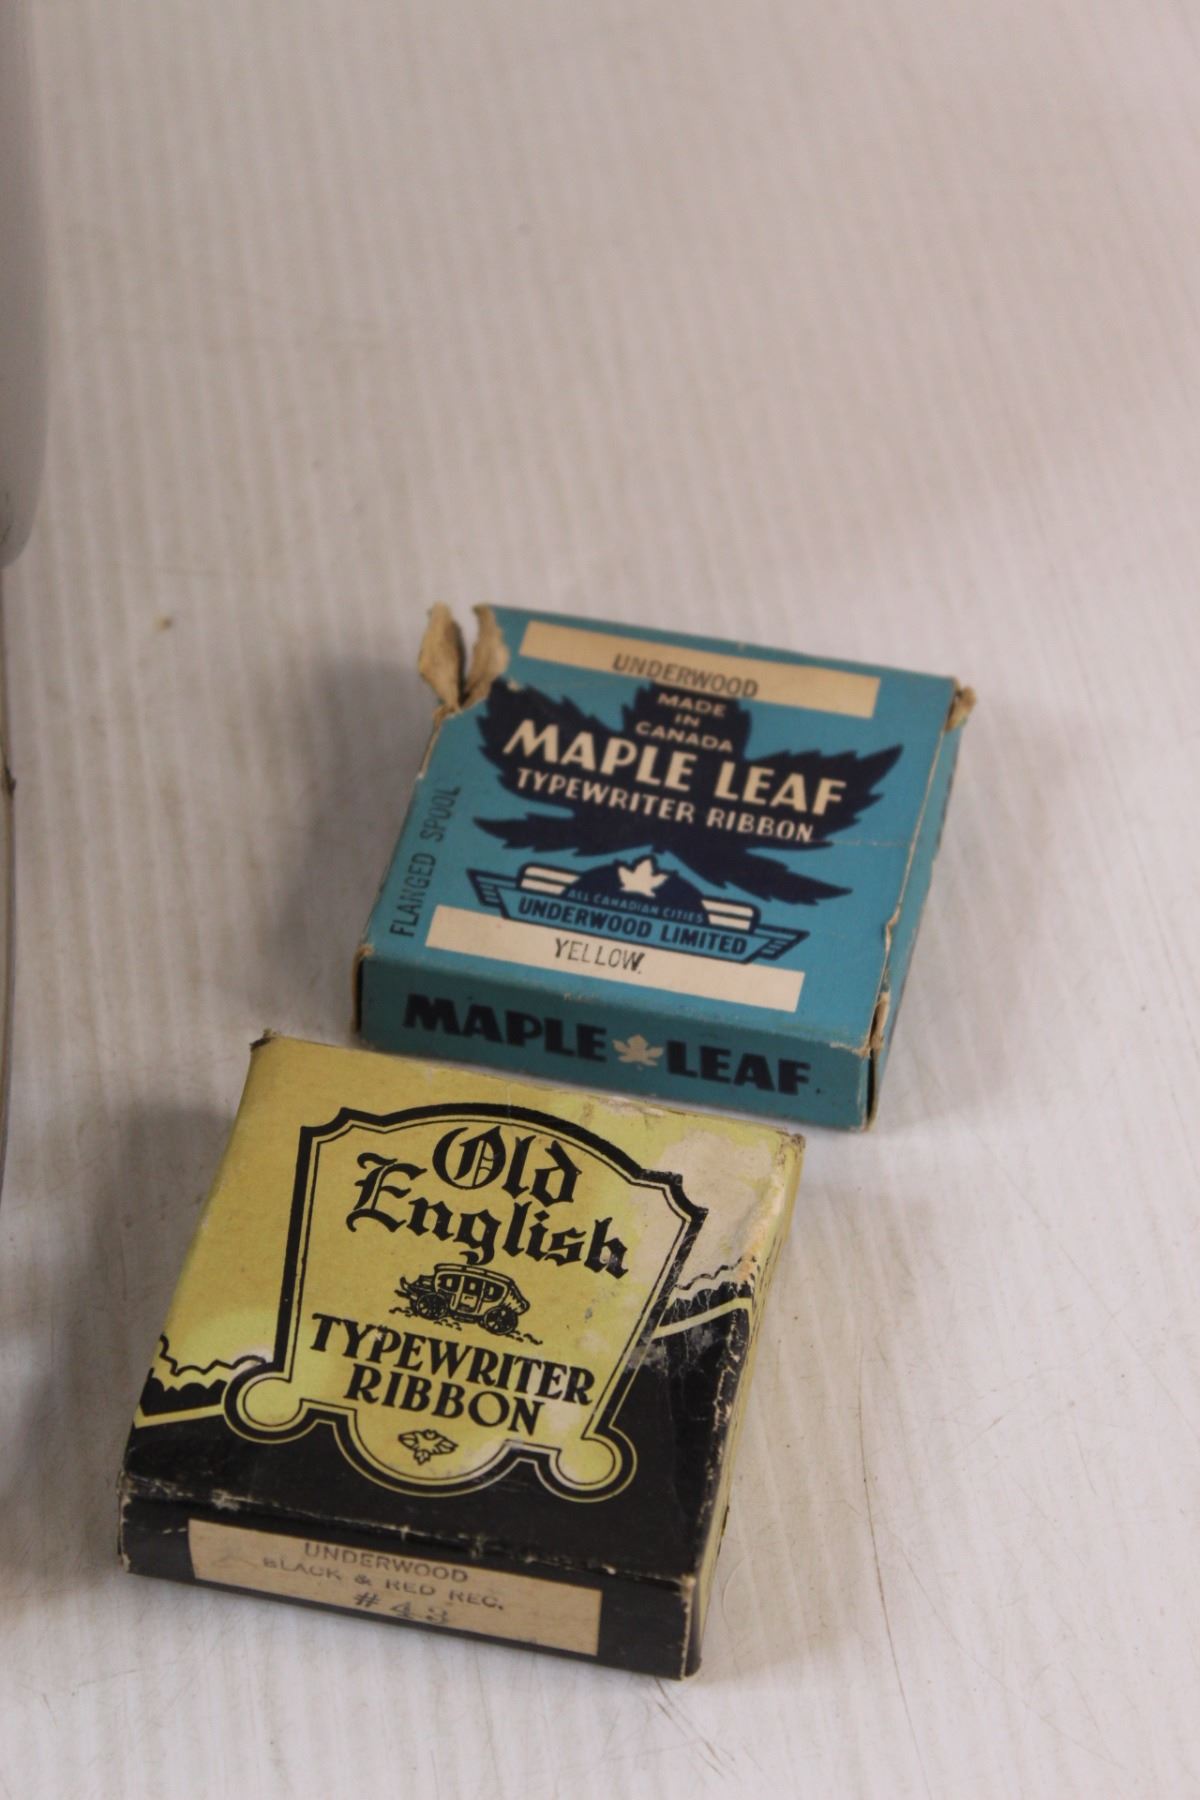 UNDERWOOD
MADE
IN
CANADA
MAPLE LEAF
TYPEWRITER RIBBON
FLANGED SPOOL
ALL CANADIAN CITIES
UNDERWOOD LIMITED
YELLOW.
MAPLE LEAF
Old
English
TYPEWRITER
RIBBON
UNDERWOOD
BLACK & RED REC.
#43